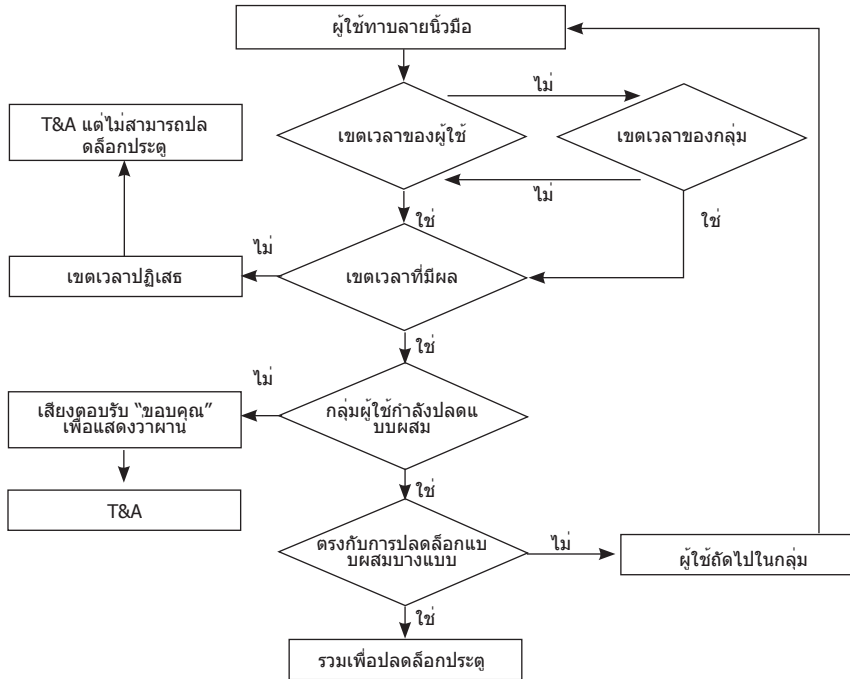 ผู้ใช้ทาบลายนิ้วมือ
ไม่
T&A แต่ไม่สามารถปล
ดล็อกประตู
เขตเวลาของผู้ใช้
เขตเวลาของกลุ่ม
ไม่
ใช่
ใช่
ไม่
เขตเวลาปฏิเสธ
เขตเวลาที่มีผล
ใช่
ไม่
เสียงตอบรับ “ขอบคุณ”
เพื่อแสดงว่าผ่าน
กลุ่มผู้ใช้กำลังปลดแ
บบผสม
ใช่
T&A
ตรงกับการปลดล็อกแบ
บผสมบางแบบ
ไม่
ผู้ใช้ถัดไปในกลุ่ม
ใช่
รวมเพื่อปลดล็อกประตู